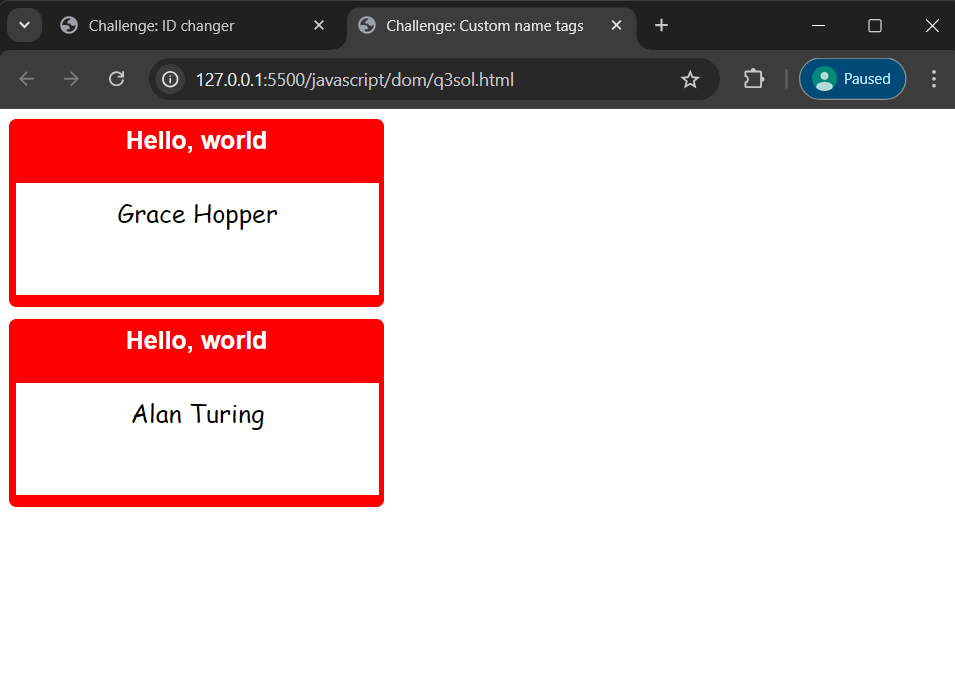 Challenge: ID changer
Challenge: Custom name tags
127.0.0.1:5500/javascript/dom/q3sol.html
Paused
Hello, world
Grace Hopper
Hello, world
Alan Turing